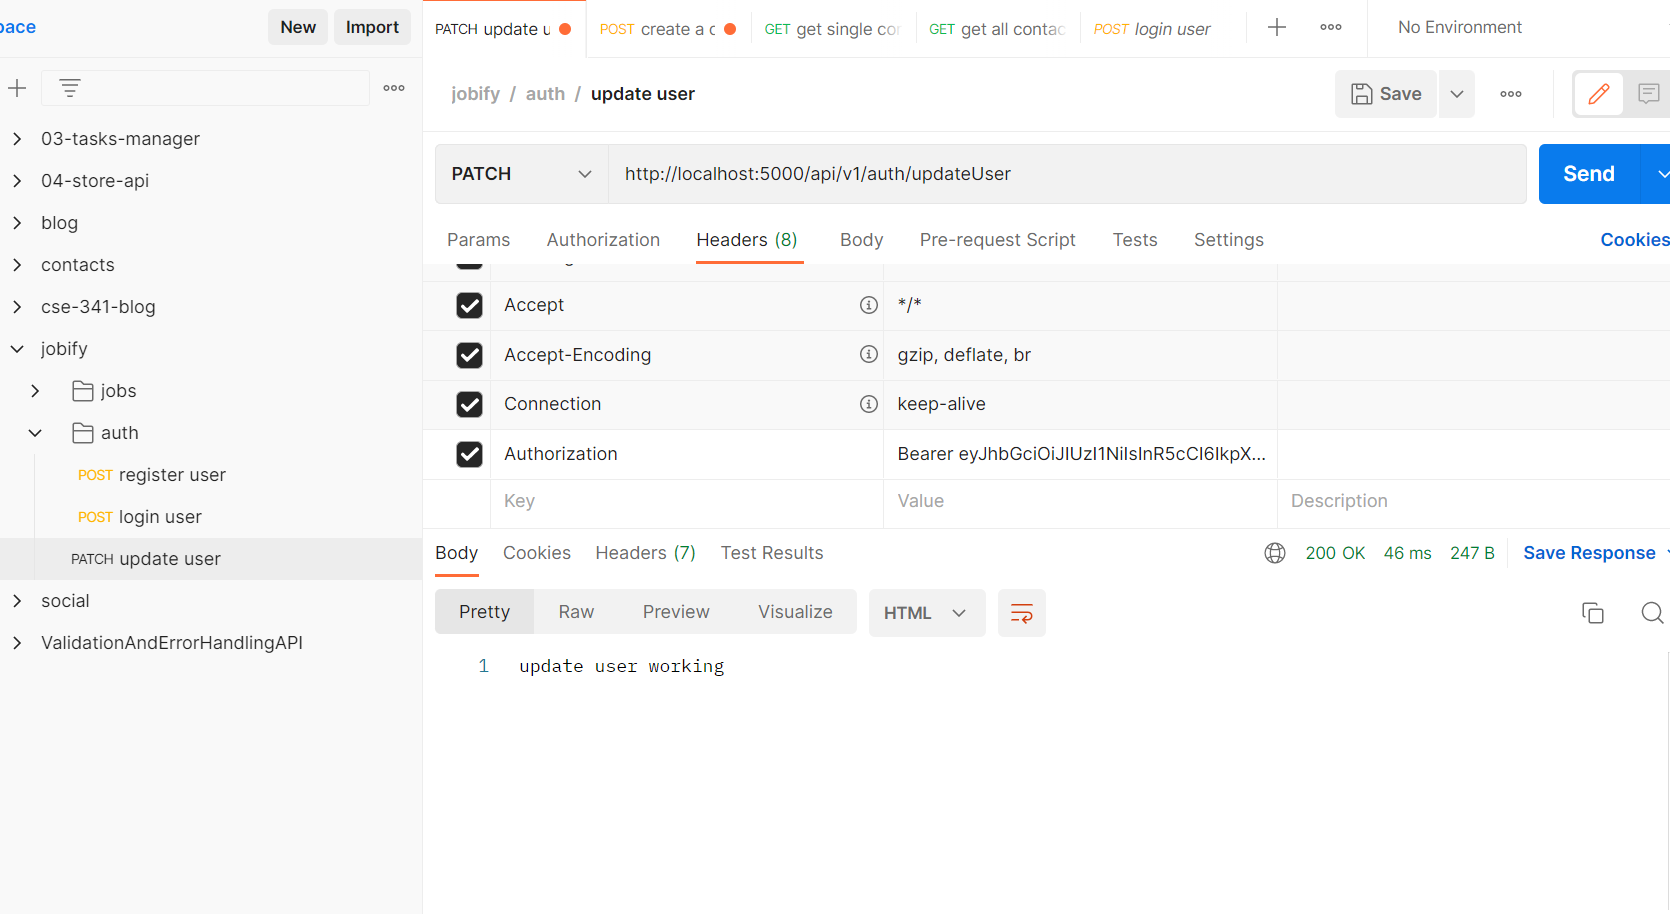 pace
New
Import
PATCH update u
POST create a c
GET get single cor
GET get all contac
POST login user
No Environment
03-tasks-manager
04-store-api
blog
contacts
cse-341-blog
jobify
jobs
auth
POST register user
POST login user
PATCH update user
social
ValidationAndErrorHandlingAPI
jobify / auth / update user
Save
PATCH
http://localhost:5000/api/v1/auth/updateUser
Send
Params
Authorization
Headers (8)
Body
Pre-request Script
Tests
Settings
Cookies
Accept
*/*
Accept-Encoding
gzip, deflate, br
Connection
keep-alive
Authorization
Bearer eyJhbGciOiJIUzI1NiIsInR5cCI6IkpX...
Key
Value
Description
Body
Cookies
Headers (7)
Test Results
200 OK
46 ms
247 B
Save Response
Pretty
Raw
Preview
Visualize
HTML
1 update user working